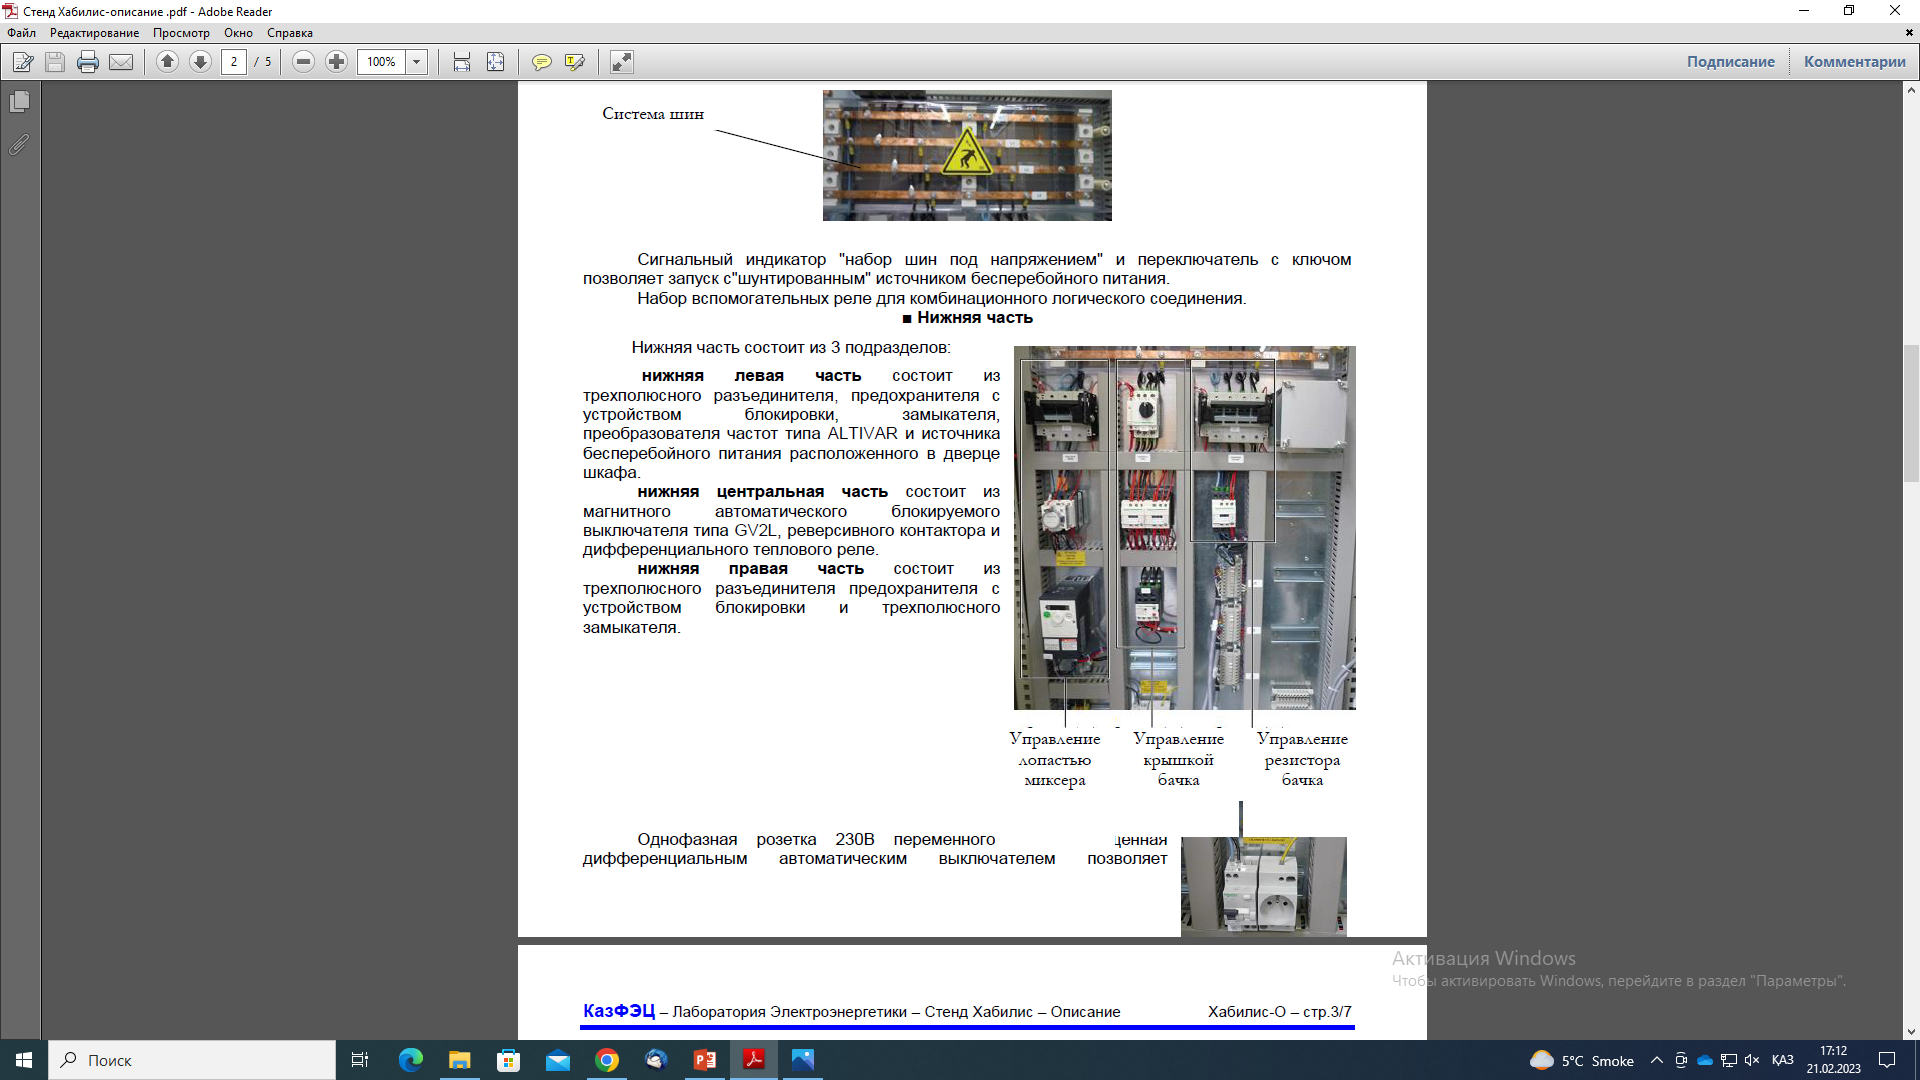 Стенд Хабилис-описание .pdf - Adobe Reader
Файл Редактирование Просмотр Окно Справка
2 / 5 100% Подписание Комментарии
Система шин
Сигнальный индикатор "набор шин под напряжением" и переключатель с ключом
позволяет запуск с"шунтированным" источником бесперебойного питания.
Набор вспомогательных реле для комбинационного логического соединения.
■ Нижняя часть
Нижняя часть состоит из 3 подразделов:
нижняя левая часть состоит из
трехполюсного разъединителя, предохранителя с
устройством блокировки, замыкателя,
преобразователя частот типа ALTIVAR и источника
бесперебойного питания расположенного в дверце
шкафа.
нижняя центральная часть состоит из
магнитного автоматического блокируемого
выключателя типа GV2L, реверсивного контактора и
дифференциального теплового реле.
нижняя правая часть состоит из
трехполюсного разъединителя предохранителя с
устройством блокировки и трехполюсного
замыкателя.
Управление
лопастью
миксера
Управление
крышкой
бачка
Управление
резистора
бачка
Однофазная розетка 230В переменного щенная
дифференциальным автоматическим выключателем позволяет
КазФЭЦ – Лаборатория Электроэнергетики – Стенд Хабилис – Описание Хабилис-О – стр.3/7
Активация Windows
Чтобы активировать Windows, перейдите в раздел "Параметры".
Поиск
5°C Smoke
ҚАЗ
17:12
21.02.2023